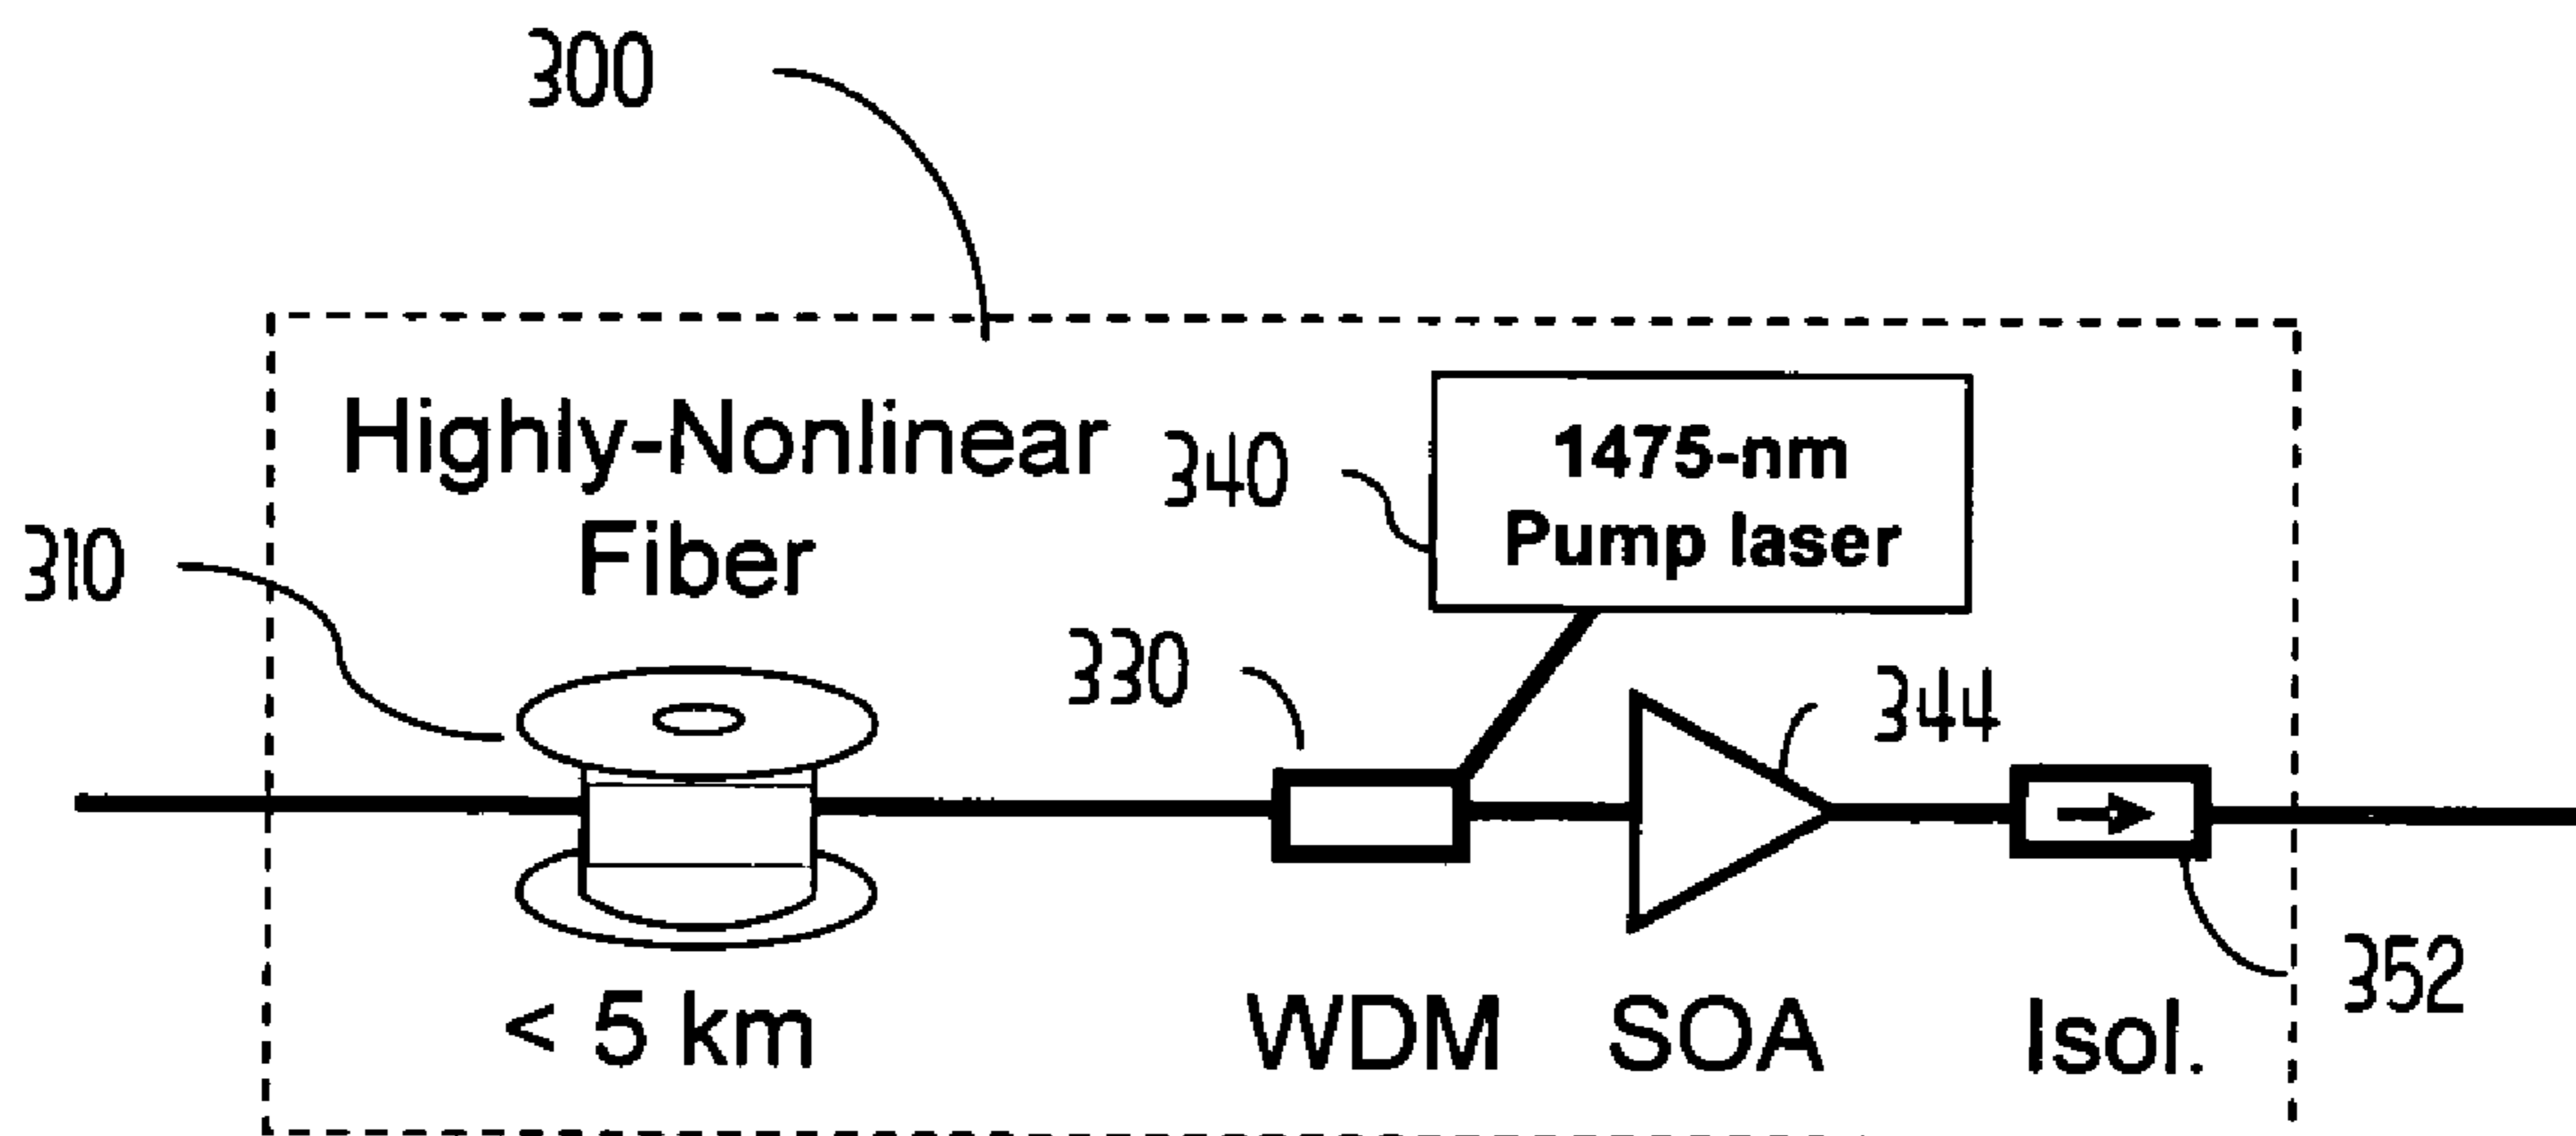 300
Highly-Nonlinear
Fiber
310
340
1475-nm
Pump laser
330
344
352
< 5 km
WDM
SOA
Isol.